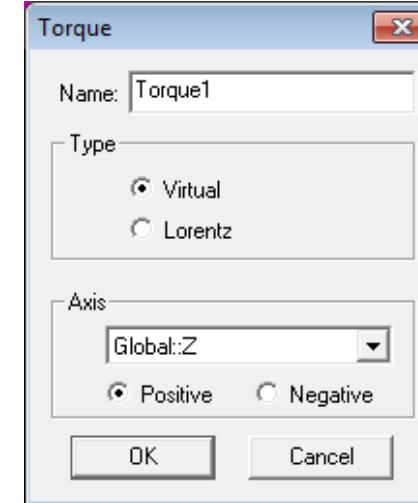 Torque
Name: Torque1
Type
Virtual
Lorentz
Axis
Global::Z
Positive Negative
OK Cancel